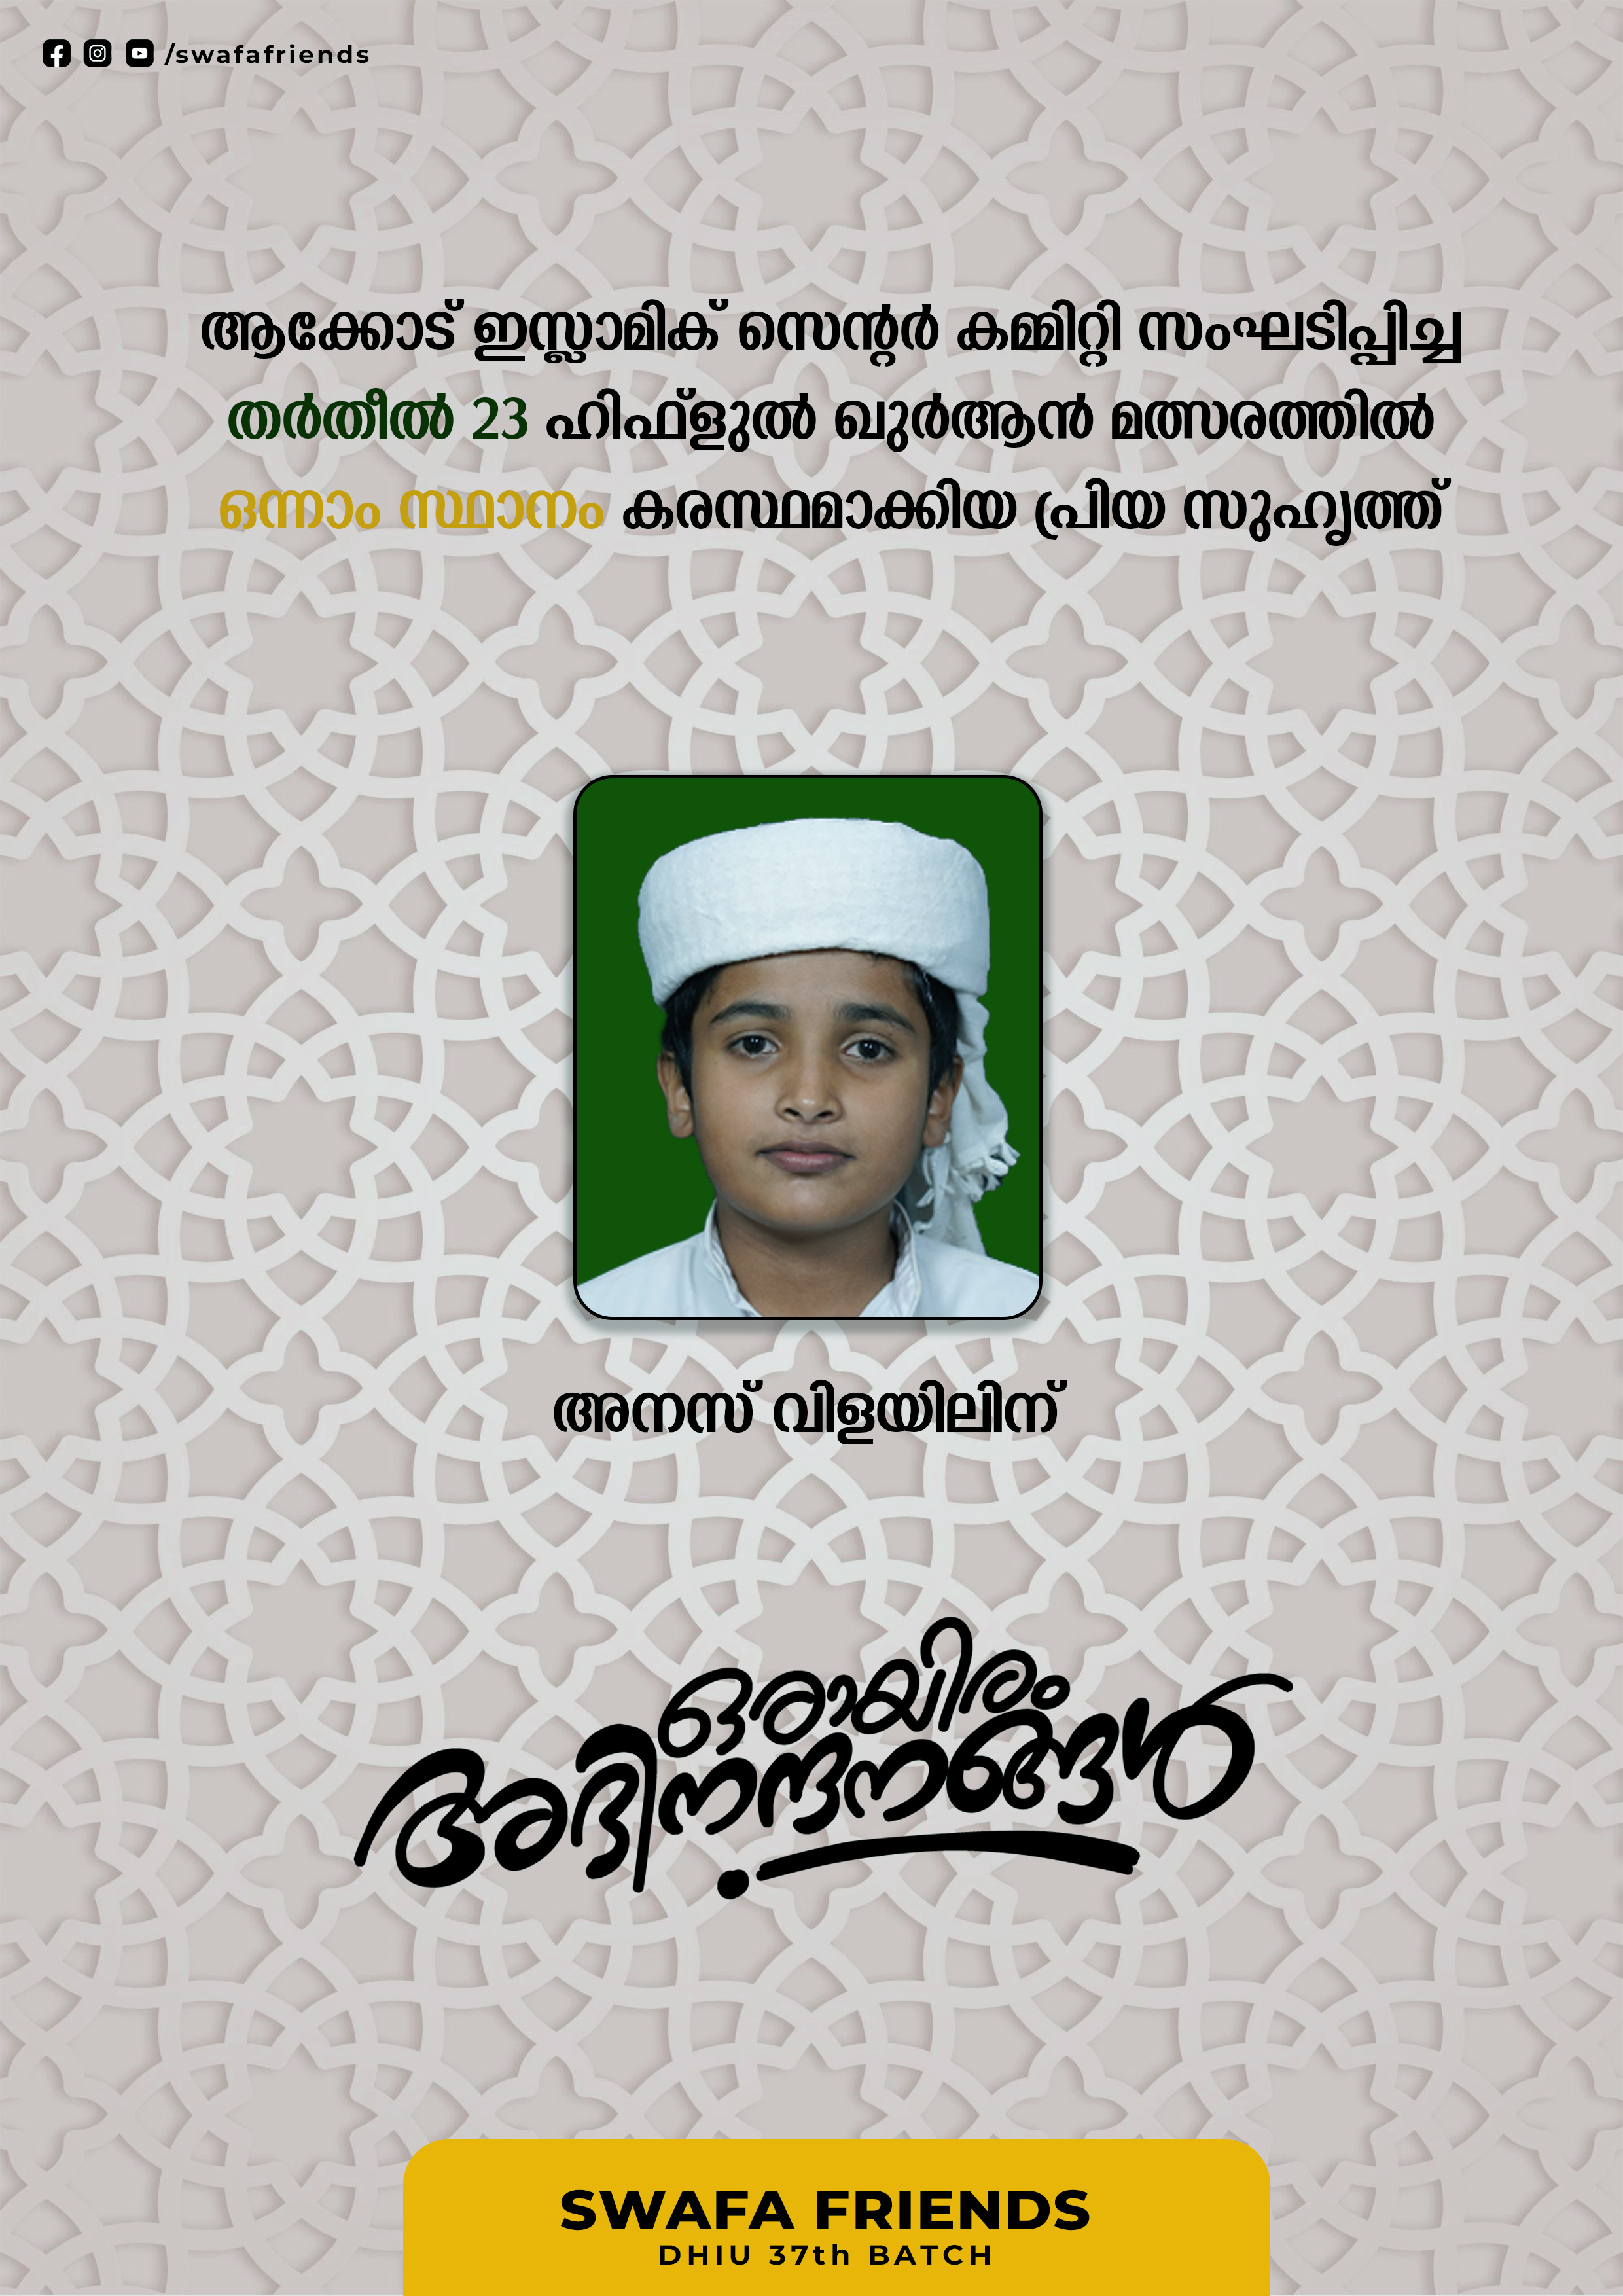 /swafafriends
ആക്കോട് ഇസ്ലാമിക് സെന്റർ കമ്മിറ്റി സംഘടിപ്പിച്ച
തർതീൽ 23 ഹിഫ്ളുൽ ഖുർആൻ മത്സരത്തിൽ
ഒന്നാം സ്ഥാനം കരസ്ഥമാക്കിയ പ്രിയ സുഹൃത്ത്
അനസ് വിളയിലിന്
ഒരായിരം
അഭിനന്ദനങ്ങൾ
SWAFA FRIENDS
DHIU 37th BATCH